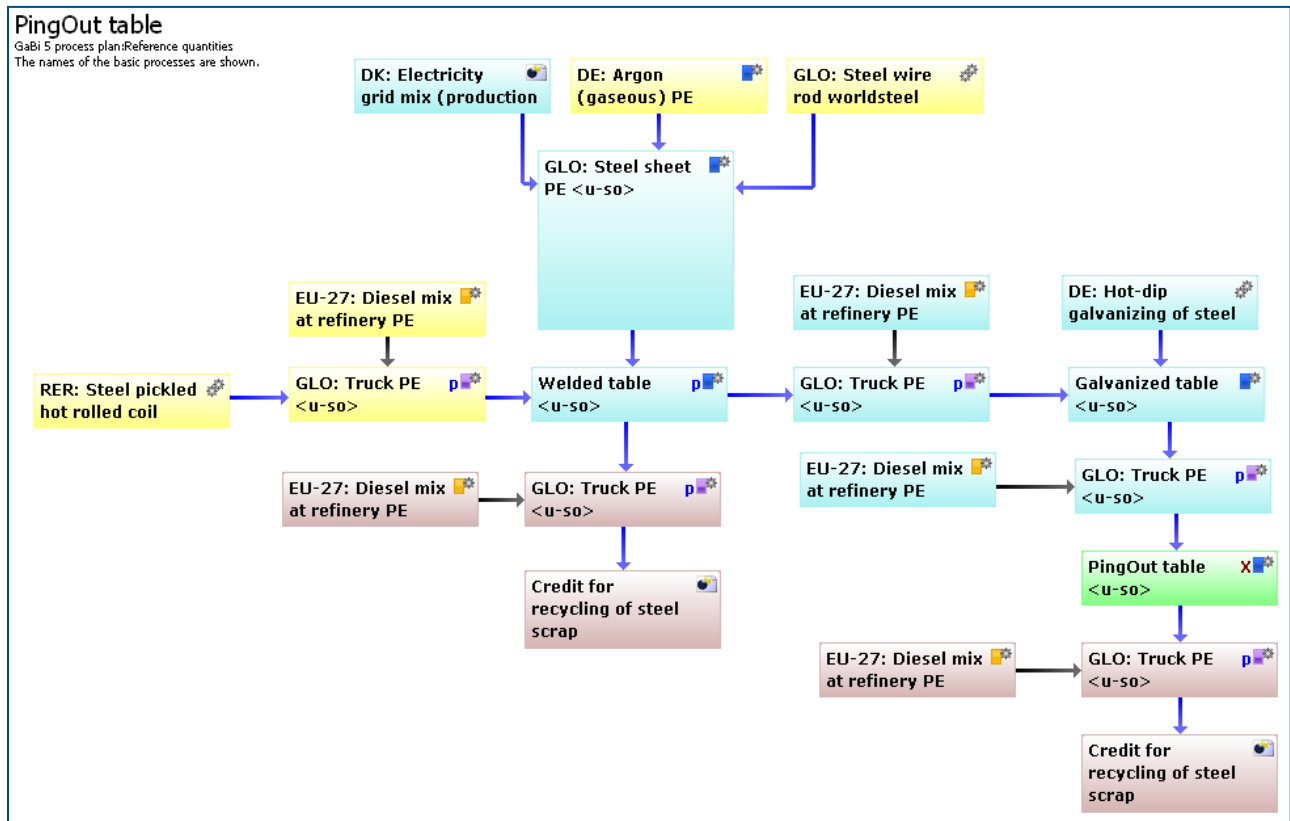 PingOut table
GaBi 5 process plan:Reference quantities
The names of the basic processes are shown.
DK: Electricity
grid mix (production
DE: Argon
(gaseous) PE
GLO: Steel wire
rod worldsteel
GLO: Steel sheet
PE <u-so>
EU-27: Diesel mix
at refinery PE
EU-27: Diesel mix
at refinery PE
DE: Hot-dip
galvanizing of steel
RER: Steel pickled
hot rolled coil
GLO: Truck PE p
<u-so>
Welded table p
<u-so>
GLO: Truck PE p
<u-so>
Galvanized table
<u-so>
EU-27: Diesel mix
at refinery PE
GLO: Truck PE p
<u-so>
EU-27: Diesel mix
at refinery PE
GLO: Truck PE p
<u-so>
Credit for
recycling of steel
scrap
PingOut table X
<u-so>
EU-27: Diesel mix
at refinery PE
GLO: Truck PE p
<u-so>
Credit for
recycling of steel
scrap